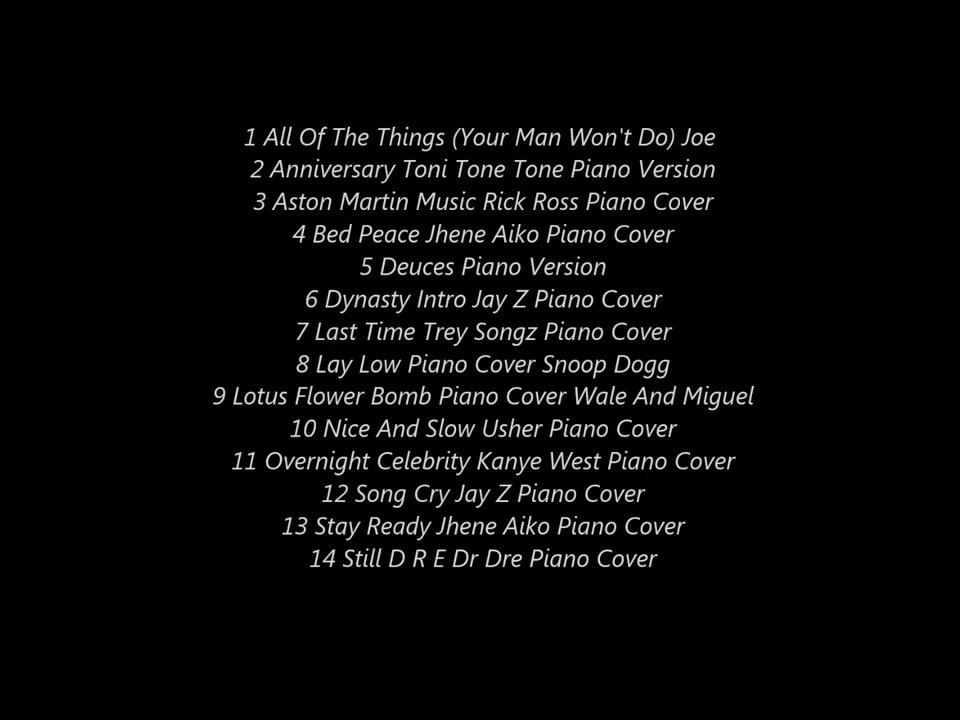 1 All Of The Things (Your Man Won't Do) Joe
2 Anniversary Toni Tone Tone Piano Version
3 Aston Martin Music Rick Ross Piano Cover
4 Bed Peace Jhene Aiko Piano Cover
5 Deuces Piano Version
6 Dynasty Intro Jay Z Piano Cover
7 Last Time Trey Songz Piano Cover
8 Lay Low Piano Cover Snoop Dogg
9 Lotus Flower Bomb Piano Cover Wale And Miguel
10 Nice And Slow Usher Piano Cover
11 Overnight Celebrity Kanye West Piano Cover
12 Song Cry Jay Z Piano Cover
13 Stay Ready Jhene Aiko Piano Cover
14 Still D R E Dr Dre Piano Cover